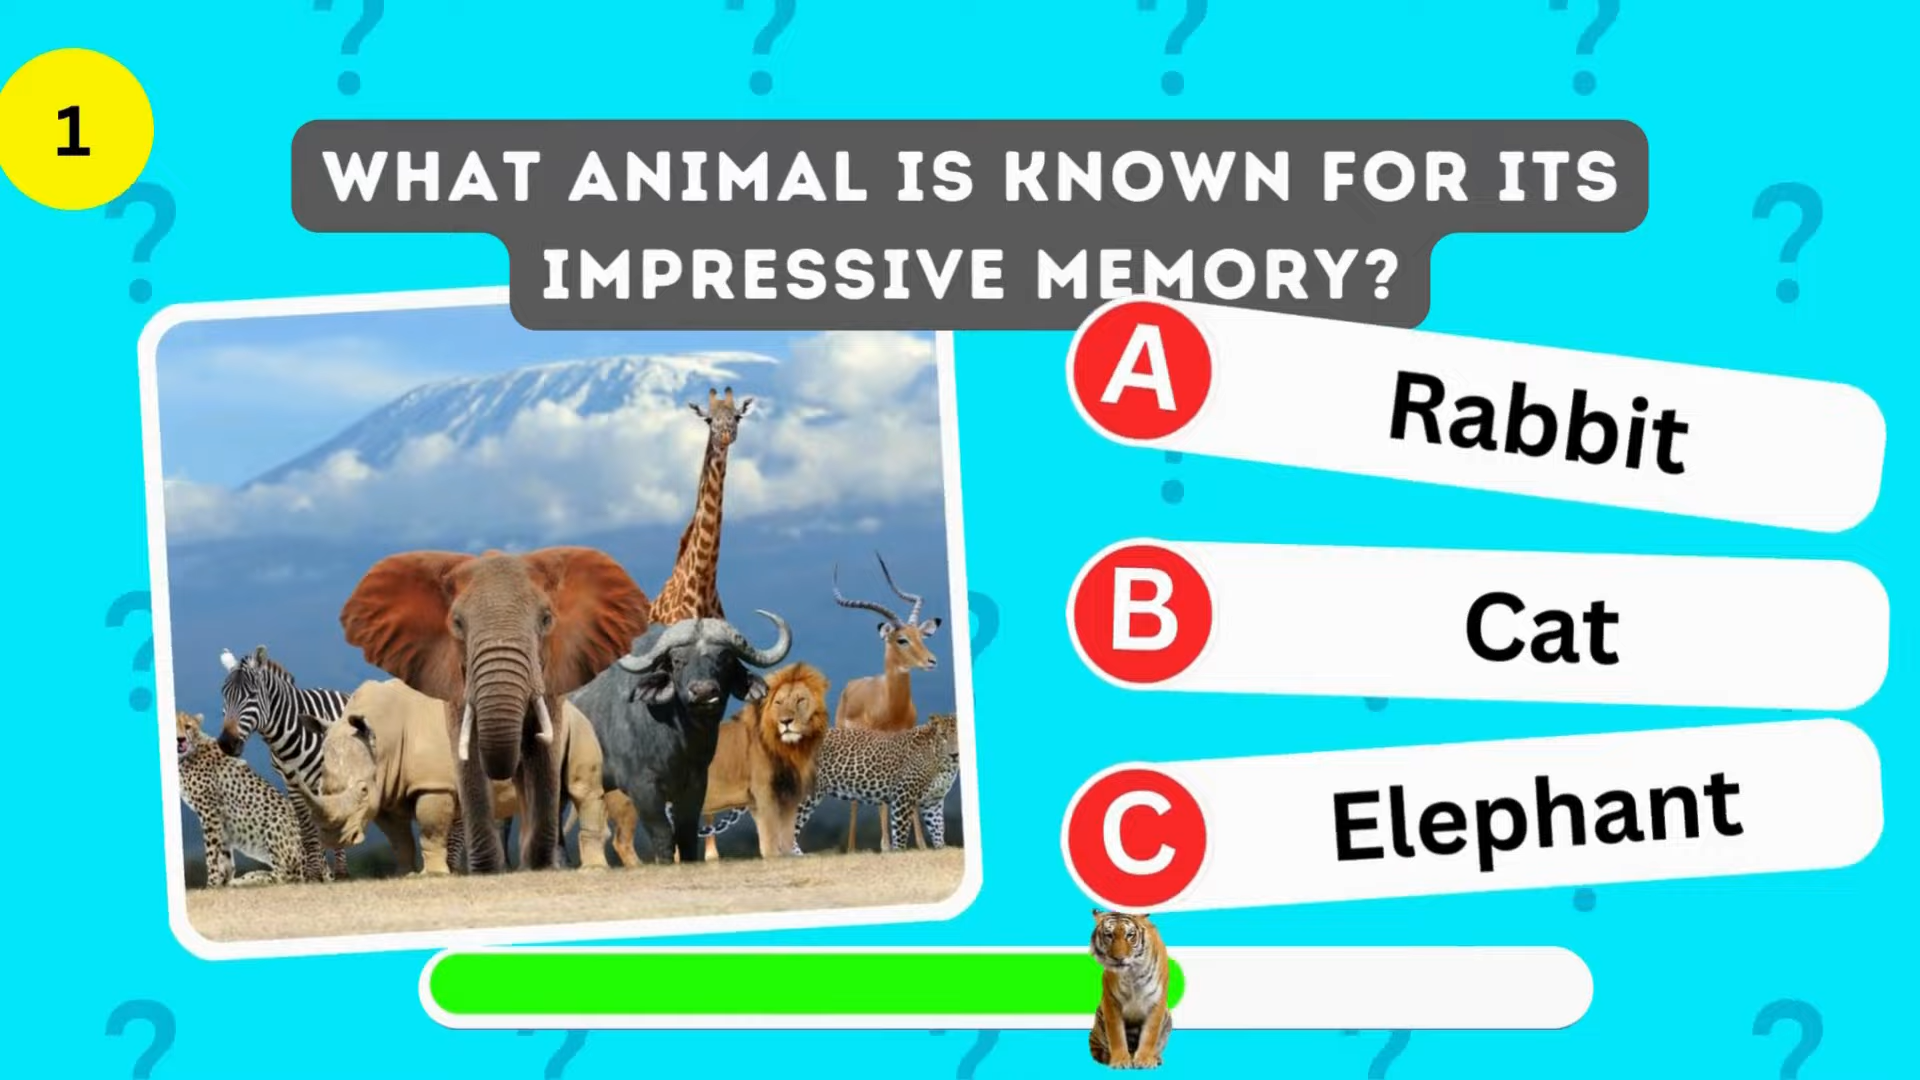 1
WHAT ANIMAL IS KNOWN FOR ITS
IMPRESSIVE MEMORY?
A Rabbit
B Cat
C Elephant